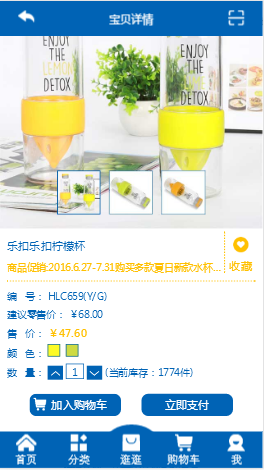 宝贝详情
ENJOY
THE
LEMON
DETOX
ENJOY
THE
DETOX
乐扣乐扣柠檬杯
商品促销:2016.6.27-7.31购买多款夏日新款水杯...
收藏
编 号： HLC659(Y/G)
建议零售价： ￥68.00
售 价： ￥47.60
颜 色：
数 量： 1 (当前库存：1774件)
加入购物车 立即支付
首页 分类 逛逛 购物车 我